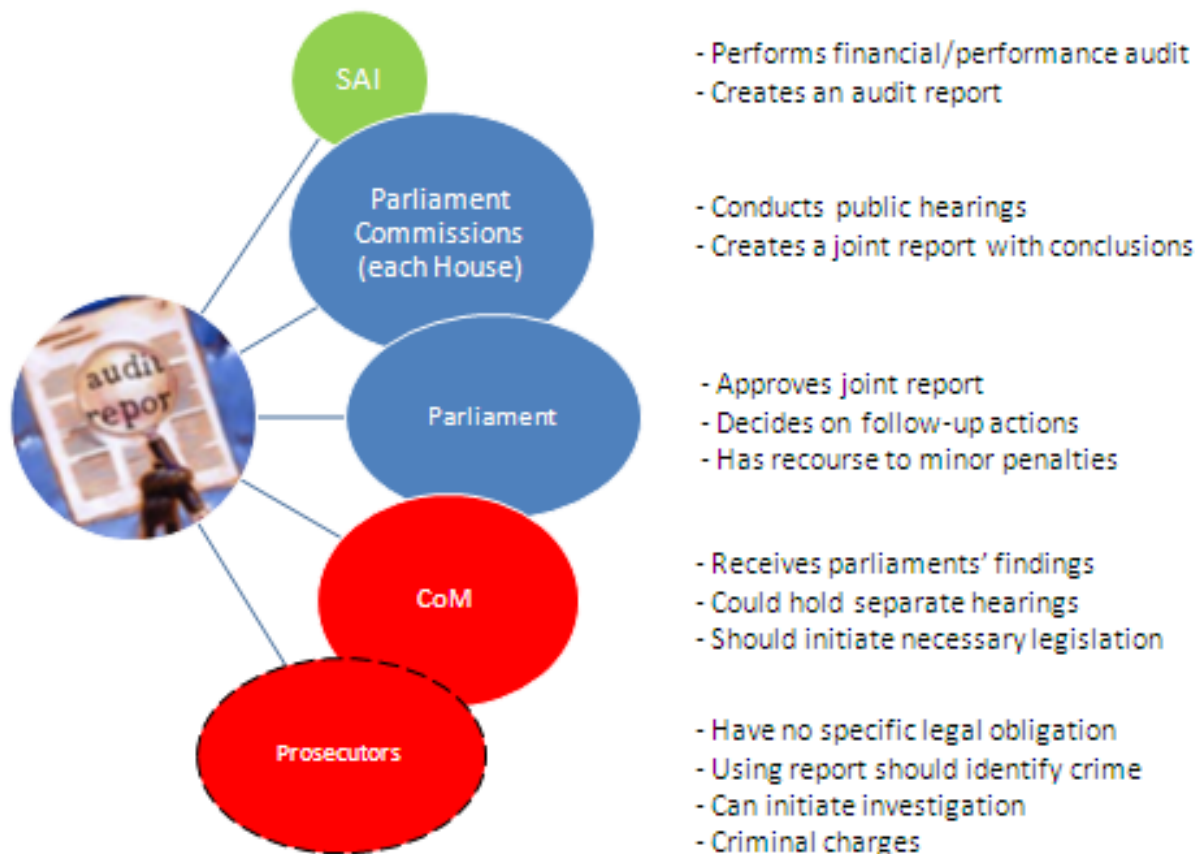 SAI
- Performs financial/performance audit
- Creates an audit report
Parliament
Commissions
(each House)
- Conducts public hearings
- Creates a joint report with conclusions
audit
repor
Parliament
- Approves joint report
- Decides on follow-up actions
- Has recourse to minor penalties
CoM
- Receives parliaments’ findings
- Could hold separate hearings
- Should initiate necessary legislation
Prosecutors
- Have no specific legal obligation
- Using report should identify crime
- Can initiate investigation
- Criminal charges